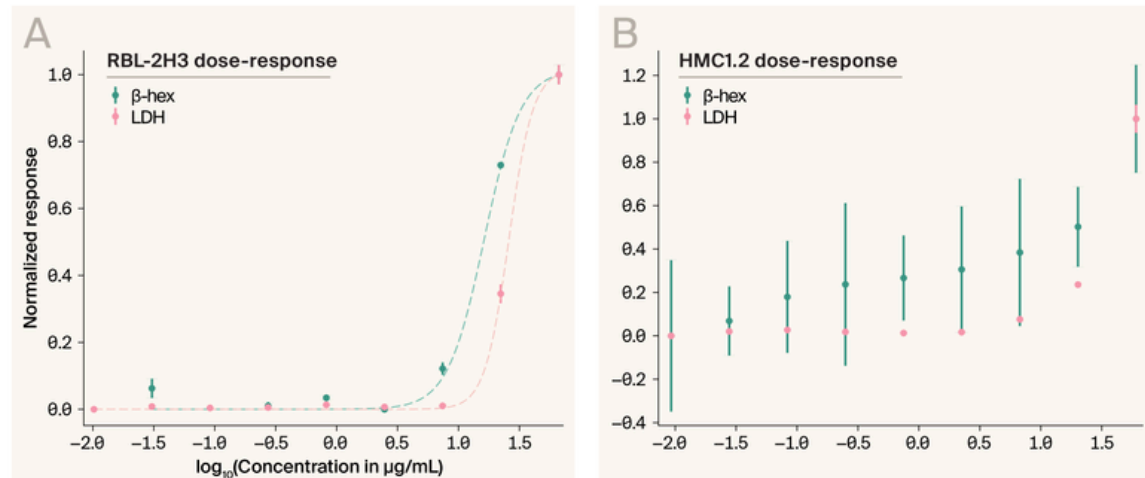 A
RBL-2H3 dose-response
β-hex
LDH
Normalized response
1.0
0.8
0.6
0.4
0.2
0.0
−2.0 −1.5 −1.0 −0.5 0.0 0.5 1.0 1.5
log₁₀(Concentration in µg/mL)
B
HMC1.2 dose-response
β-hex
LDH
1.2
1.0
0.8
0.6
0.4
0.2
0.0
−0.2
−0.4
−2.0 −1.5 −1.0 −0.5 0.0 0.5 1.0 1.5